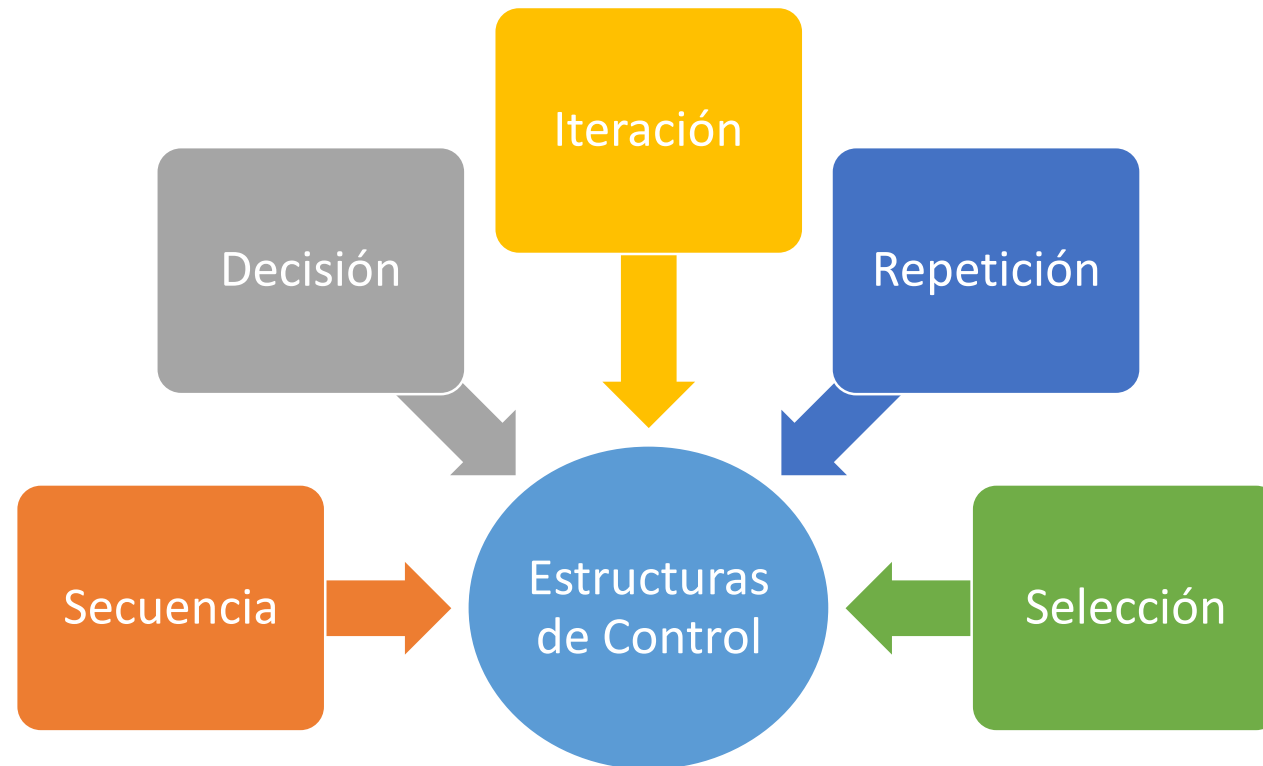 Iteración
Decisión
Repetición
Secuencia
Estructuras
de Control
Selección